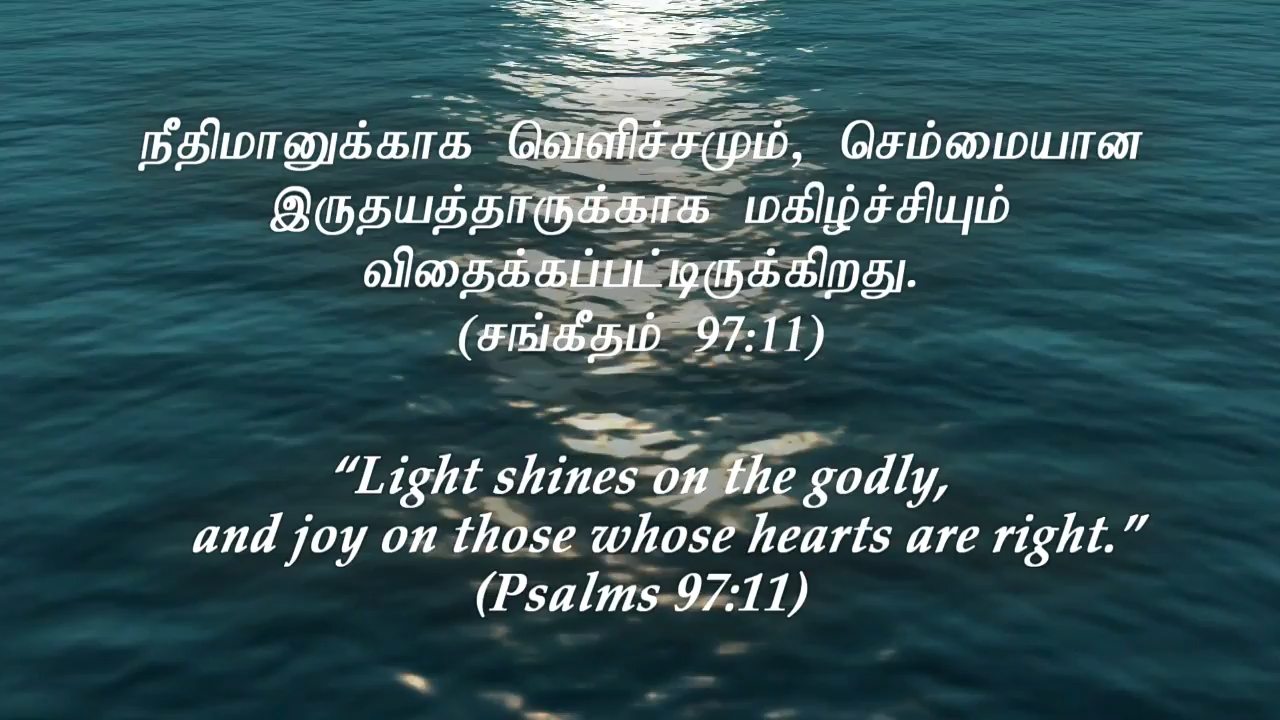 நீதிமானுக்காக வெளிச்சமும், செம்மையான
இருதயத்தாருக்காக மகிழ்ச்சியும்
விதைக்கப்பட்டிருக்கிறது.
(சங்கீதம் 97:11)
“Light shines on the godly,
and joy on those whose hearts are right.”
(Psalms 97:11)